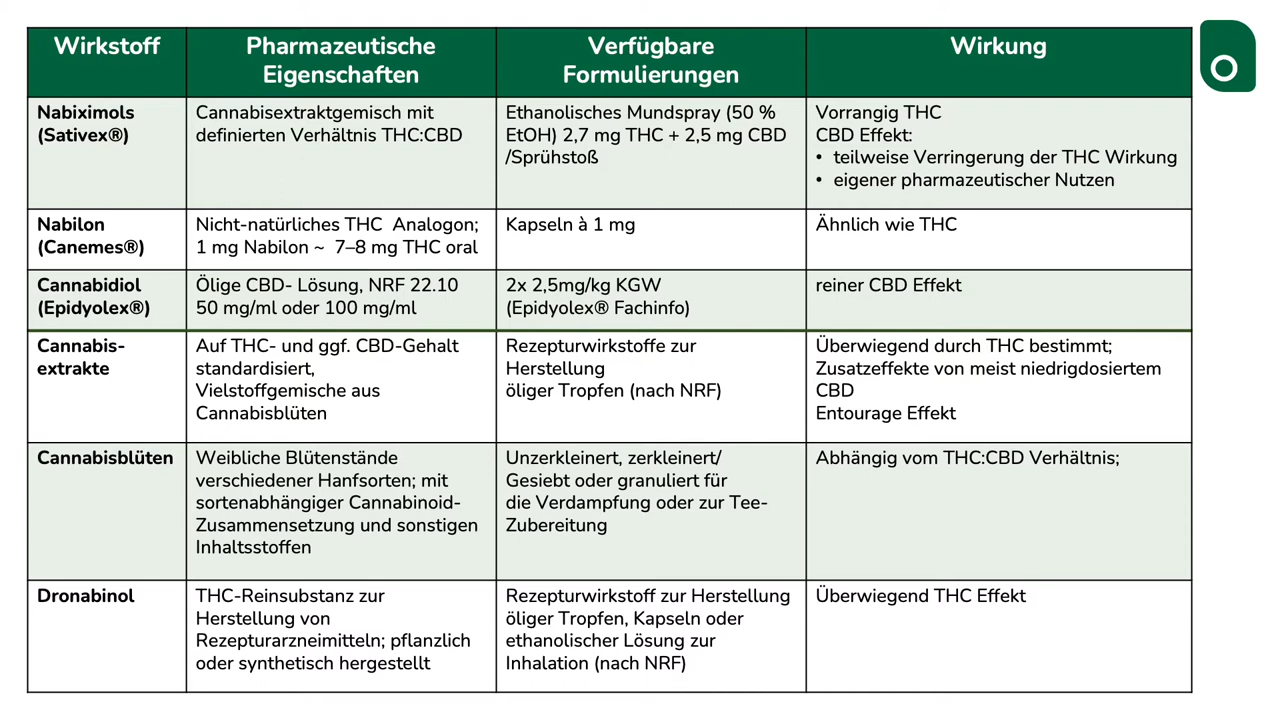 Wirkstoff
Pharmazeutische
Eigenschaften
Verfügbare
Formulierungen
Wirkung
Nabiximols
(Sativex®)
Cannabisextraktgemisch mit
definierten Verhältnis THC:CBD
Ethanolisches Mundspray (50 %
EtOH) 2,7 mg THC + 2,5 mg CBD
/Sprühstoß
Vorrangig THC
CBD Effekt:
• teilweise Verringerung der THC Wirkung
• eigener pharmazeutischer Nutzen
Nabilon
(Canemes®)
Nicht-natürliches THC Analogon;
1 mg Nabilon ~ 7–8 mg THC oral
Kapseln à 1 mg
Ähnlich wie THC
Cannabidiol
(Epidyolex®)
Ölige CBD- Lösung, NRF 22.10
50 mg/ml oder 100 mg/ml
2x 2,5mg/kg KGW
(Epidyolex® Fachinfo)
reiner CBD Effekt
Cannabis-
extrakte
Auf THC- und ggf. CBD-Gehalt
standardisiert,
Vielstoffgemische aus
Cannabisblüten
Rezepturwirkstoffe zur
Herstellung
öliger Tropfen (nach NRF)
Überwiegend durch THC bestimmt;
Zusatzeffekte von meist niedrigdosiertem
CBD
Entourage Effekt
Cannabisblüten
Weibliche Blütenstände
verschiedener Hanfsorten; mit
sortenabhängiger Cannabinoid-
Zusammensetzung und sonstigen
Inhaltsstoffen
Unzerkleinert, zerkleinert/
Gesiebt oder granuliert für
die Verdampfung oder zur Tee-
Zubereitung
Abhängig vom THC:CBD Verhältnis;
Dronabinol
THC-Reinsubstanz zur
Herstellung von
Rezepturarzneimitteln; pflanzlich
oder synthetisch hergestellt
Rezepturwirkstoff zur Herstellung
öliger Tropfen, Kapseln oder
ethanolischer Lösung zur
Inhalation (nach NRF)
Überwiegend THC Effekt